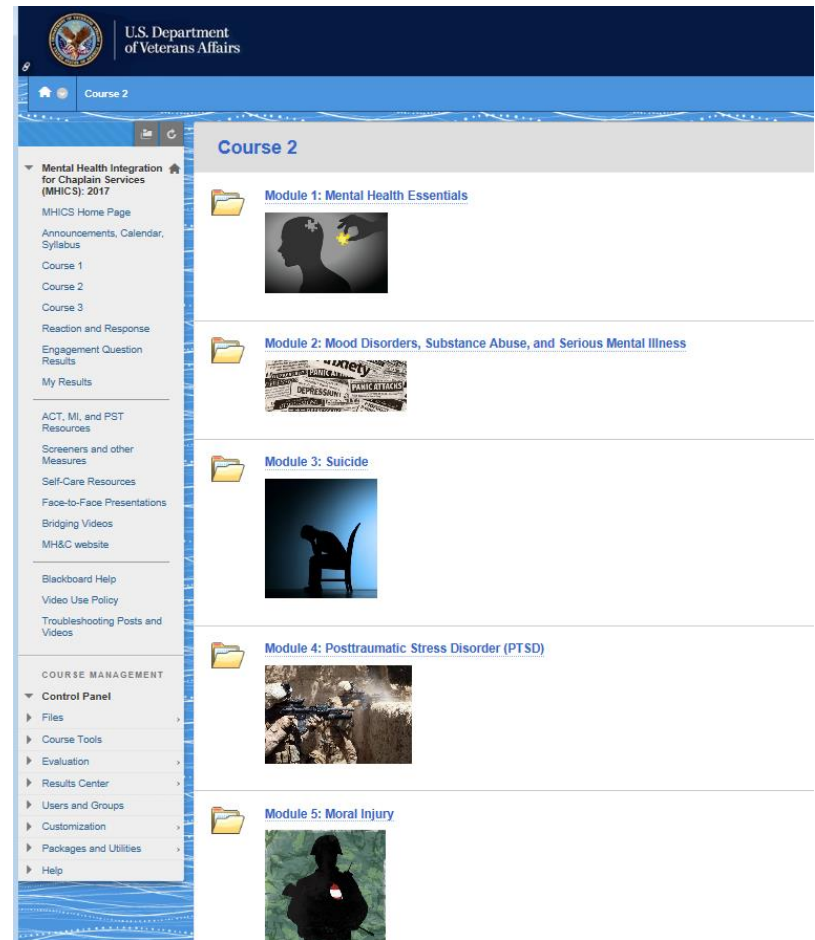 U.S. Department
of Veterans Affairs
Course 2
Mental Health Integration
for Chaplain Services
(MHICS): 2017
MHICS Home Page
Announcements, Calendar,
Syllabus
Course 1
Course 2
Course 3
Reaction and Response
Engagement Question
Results
My Results
ACT, MI, and PST
Resources
Screeners and other
Measures
Self-Care Resources
Face-to-Face Presentations
Bridging Videos
MH&C website
Blackboard Help
Video Use Policy
Troubleshooting Posts and
Videos
COURSE MANAGEMENT
Control Panel
Files
Course Tools
Evaluation
Results Center
Users and Groups
Customization
Packages and Utilities
Help
Course 2
Module 1: Mental Health Essentials
Module 2: Mood Disorders, Substance Abuse, and Serious Mental Illness
Anxiety
PANIC ATTACKS
DEPRESSION
Module 3: Suicide
Module 4: Posttraumatic Stress Disorder (PTSD)
Module 5: Moral Injury